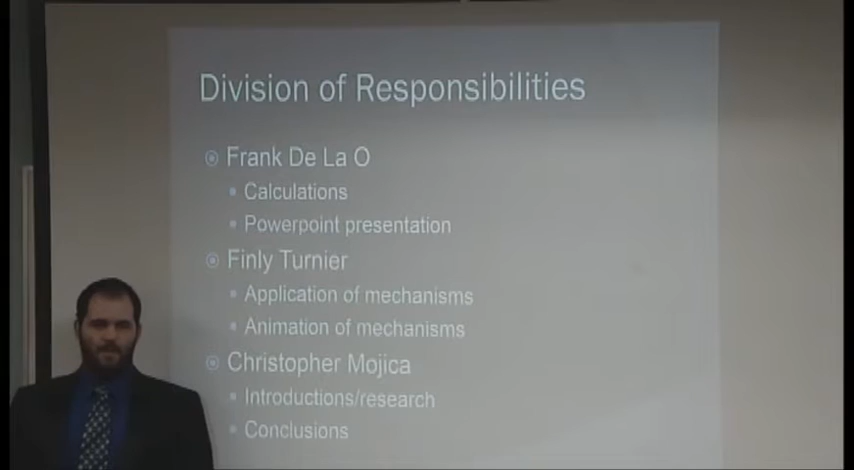 Division of Responsibilities
Frank De La O
Calculations
Powerpoint presentation
Finly Turnier
Application of mechanisms
Animation of mechanisms
Christopher Mojica
Introductions/research
Conclusions